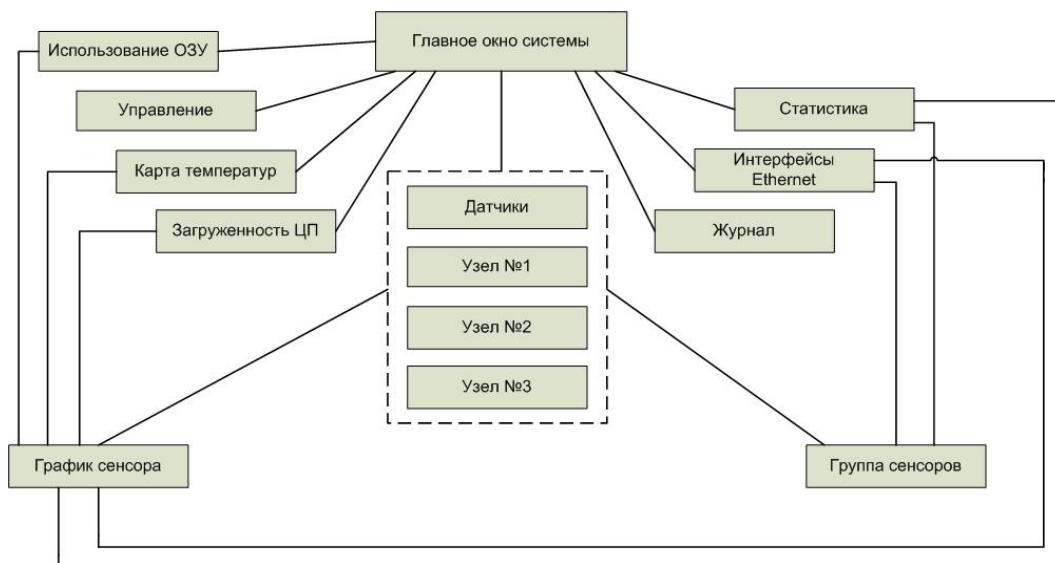 Главное окно системы
Использование ОЗУ
Управление
Статистика
Карта температур
Интерфейсы
Ethernet
Загруженность ЦП
Датчики
Журнал
Узел №1
Узел №2
Узел №3
График сенсора
Группа сенсоров